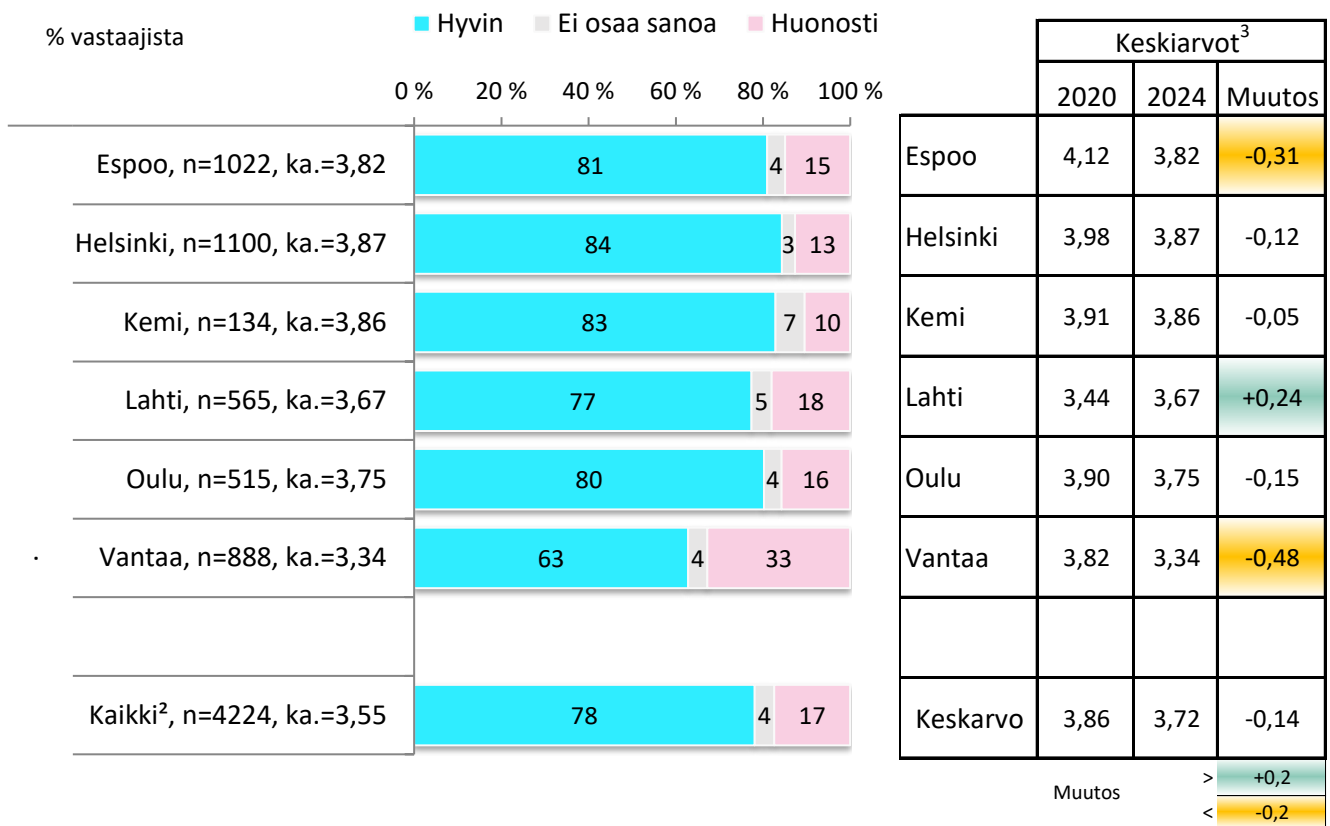 % vastaajista
Hyvin Ei osaa sanoa Huonosti
0 % 20 % 40 % 60 % 80 % 100 %
Espoo, n=1022, ka.=3,82 81 4 15
Helsinki, n=1100, ka.=3,87 84 3 13
Kemi, n=134, ka.=3,86 83 7 10
Lahti, n=565, ka.=3,67 77 5 18
Oulu, n=515, ka.=3,75 80 4 16
. Vantaa, n=888, ka.=3,34 63 4 33
Kaikki², n=4224, ka.=3,55 78 4 17
Keskiarvot³
2020 2024 Muutos
Espoo 4,12 3,82 -0,31
Helsinki 3,98 3,87 -0,12
Kemi 3,91 3,86 -0,05
Lahti 3,44 3,67 +0,24
Oulu 3,90 3,75 -0,15
Vantaa 3,82 3,34 -0,48
Keskarvo 3,86 3,72 -0,14
Muutos
> +0,2
< -0,2